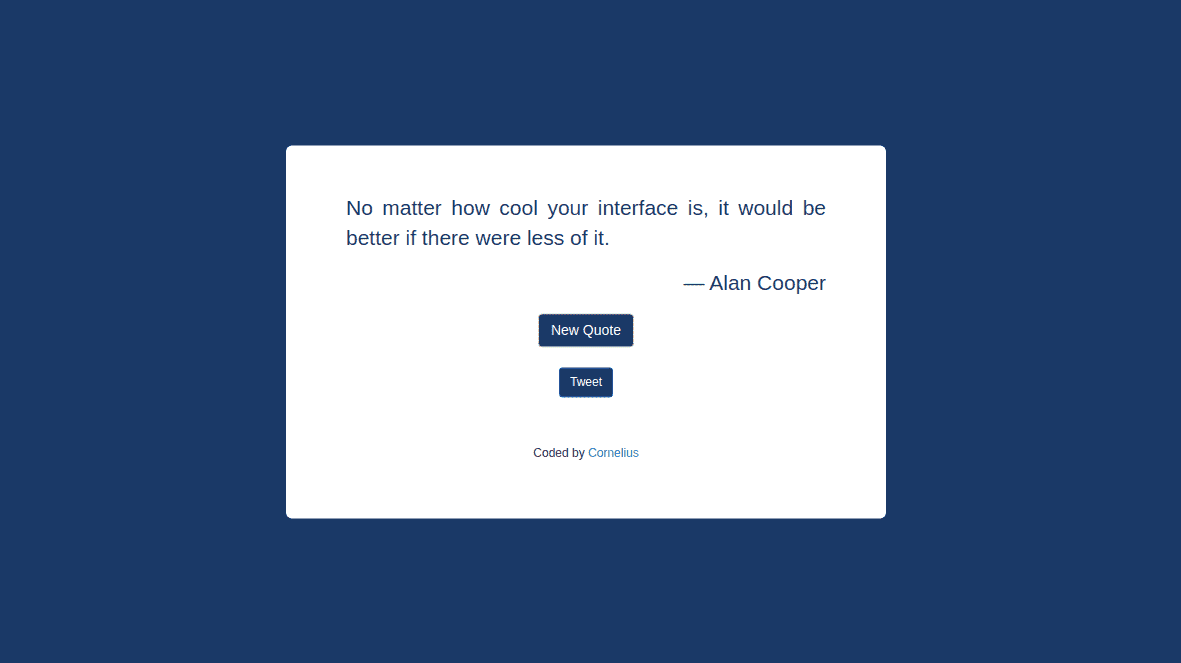 No matter how cool your interface is, it would be
better if there were less of it.
— Alan Cooper
New Quote
Tweet
Coded by Cornelius